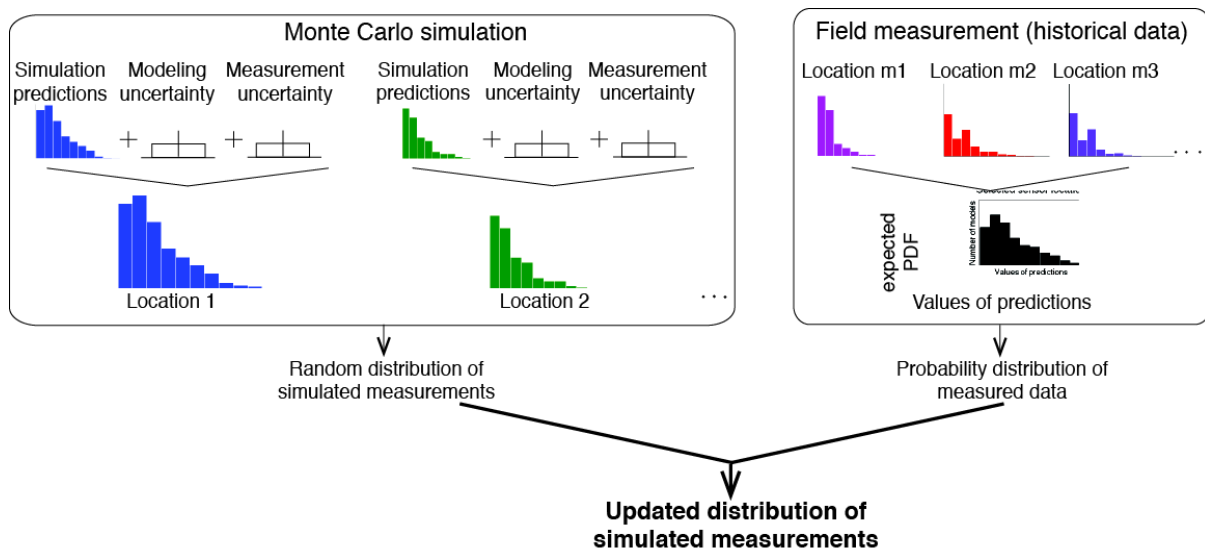 Monte Carlo simulation
Simulation predictions
Modeling uncertainty
Measurement uncertainty
Simulation predictions
Modeling uncertainty
Measurement uncertainty
+
+
+
+
Location 1
Location 2
...
Field measurement (historical data)
Location m1
Location m2
Location m3
...
expected
PDF
Number of models
Values of predictions
Values of predictions
Random distribution of
simulated measurements
Probability distribution of
measured data
Updated distribution of
simulated measurements